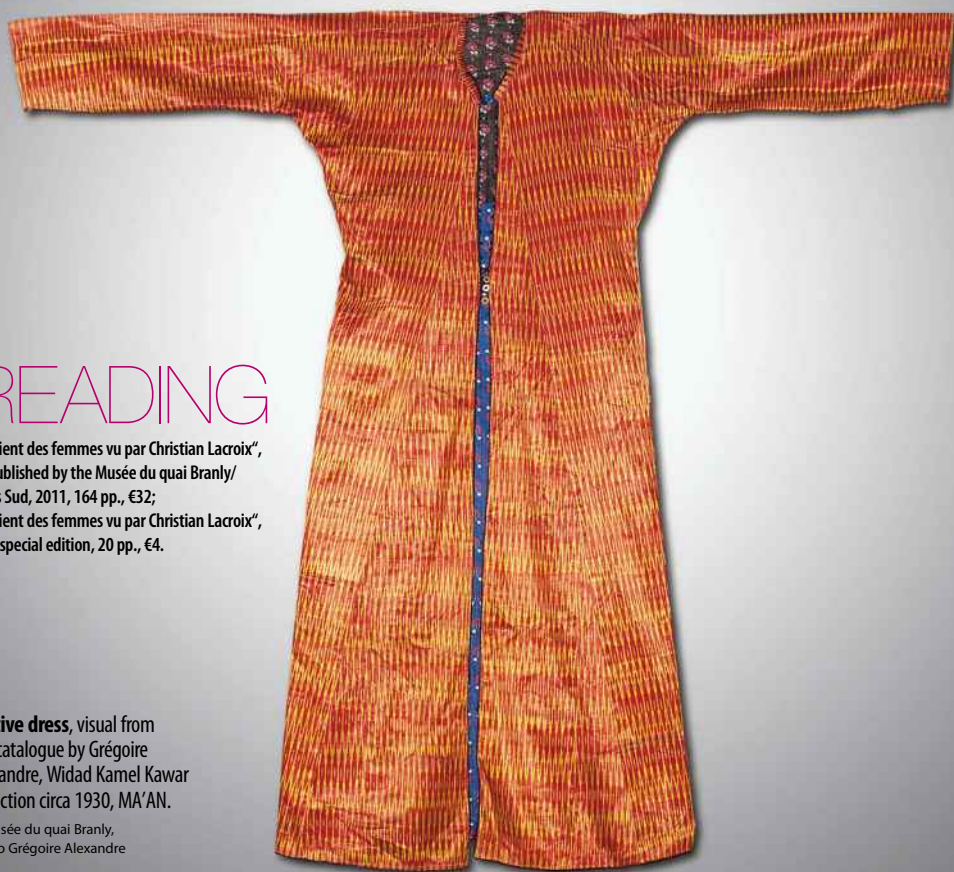 READING
ient des femmes vu par Christian Lacroix“,
ublished by the Musée du quai Branly/
s Sud, 2011, 164 pp., €32;
ient des femmes vu par Christian Lacroix“,
special edition, 20 pp., €4.
ive dress, visual from
catalogue by Grégoire
andre, Widad Kamel Kawar
ction circa 1930, MA’AN.
sée du quai Branly,
o Grégoire Alexandre